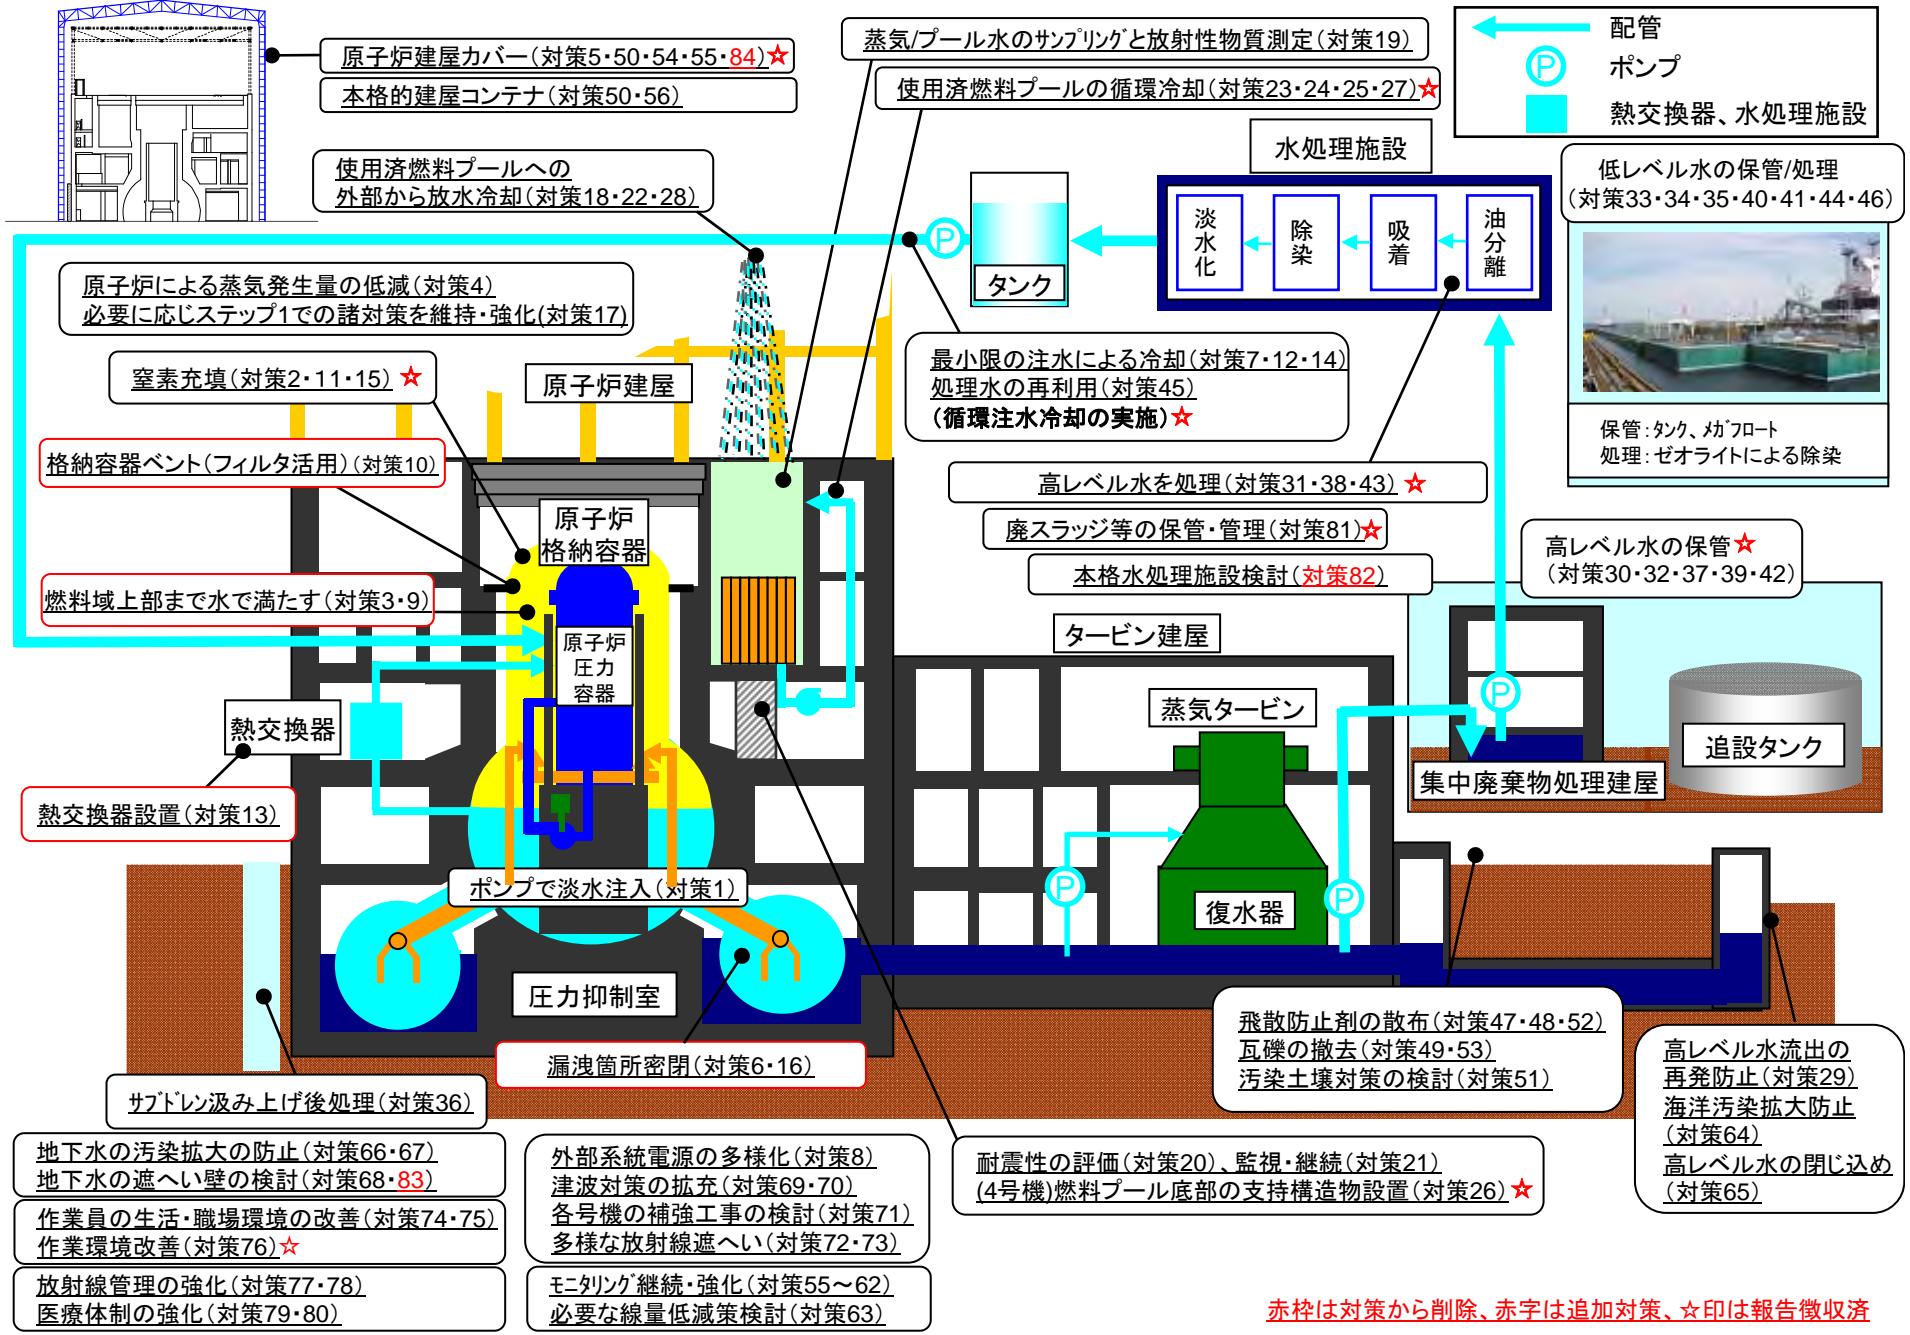 原子炉建屋カバー(対策5・50・54・55・84)☆
本格的建屋コンテナ(対策50・56)
蒸気/プール水のサンプリングと放射性物質測定(対策19)
使用済燃料プールの循環冷却(対策23・24・25・27)☆
配管
P ポンプ
熱交換器、水処理施設
使用済燃料プールへの
外部から放水冷却(対策18・22・28)
水処理施設
淡水化
除染
吸着
油分離
P
タンク
低レベル水の保管/処理
(対策33・34・35・40・41・44・46)
保管：タンク、メガフロート
処理：ゼオライトによる除染
原子炉による蒸気発生量の低減(対策4)
必要に応じステップ1での諸対策を維持・強化(対策17)
最小限の注水による冷却(対策7・12・14)
処理水の再利用(対策45)
(循環注水冷却の実施)☆
窒素充填(対策2・11・15)☆
原子炉建屋
格納容器ベント(フィルタ活用)(対策10)
高レベル水を処理(対策31・38・43)☆
廃スラッジ等の保管・管理(対策81)☆
本格水処理施設検討(対策82)
高レベル水の保管☆
(対策30・32・37・39・42)
原子炉
格納容器
燃料域上部まで水で満たす(対策3・9)
原子炉
圧力
容器
タービン建屋
熱交換器
蒸気タービン
P
追設タンク
集中廃棄物処理建屋
熱交換器設置(対策13)
ポンプで淡水注入(対策1)
P
復水器
P
圧力抑制室
漏洩箇所密閉(対策6・16)
飛散防止剤の散布(対策47・48・52)
瓦礫の撤去(対策49・53)
汚染土壌対策の検討(対策51)
高レベル水流出の
再発防止(対策29)
海洋汚染拡大防止
(対策64)
高レベル水の閉じ込め
(対策65)
サブドレン汲み上げ後処理(対策36)
地下水の汚染拡大の防止(対策66・67)
地下水の遮へい壁の検討(対策68・83)
作業員の生活・職場環境の改善(対策74・75)
作業環境改善(対策76)☆
放射線管理の強化(対策77・78)
医療体制の強化(対策79・80)
外部系統電源の多様化(対策8)
津波対策の拡充(対策69・70)
各号機の補強工事の検討(対策71)
多様な放射線遮へい(対策72・73)
モニタリング継続・強化(対策55～62)
必要な線量低減策検討(対策63)
耐震性の評価(対策20)、監視・継続(対策21)
(4号機)燃料プール底部の支持構造物設置(対策26)☆
赤枠は対策から削除、赤字は追加対策、☆印は報告徴収済